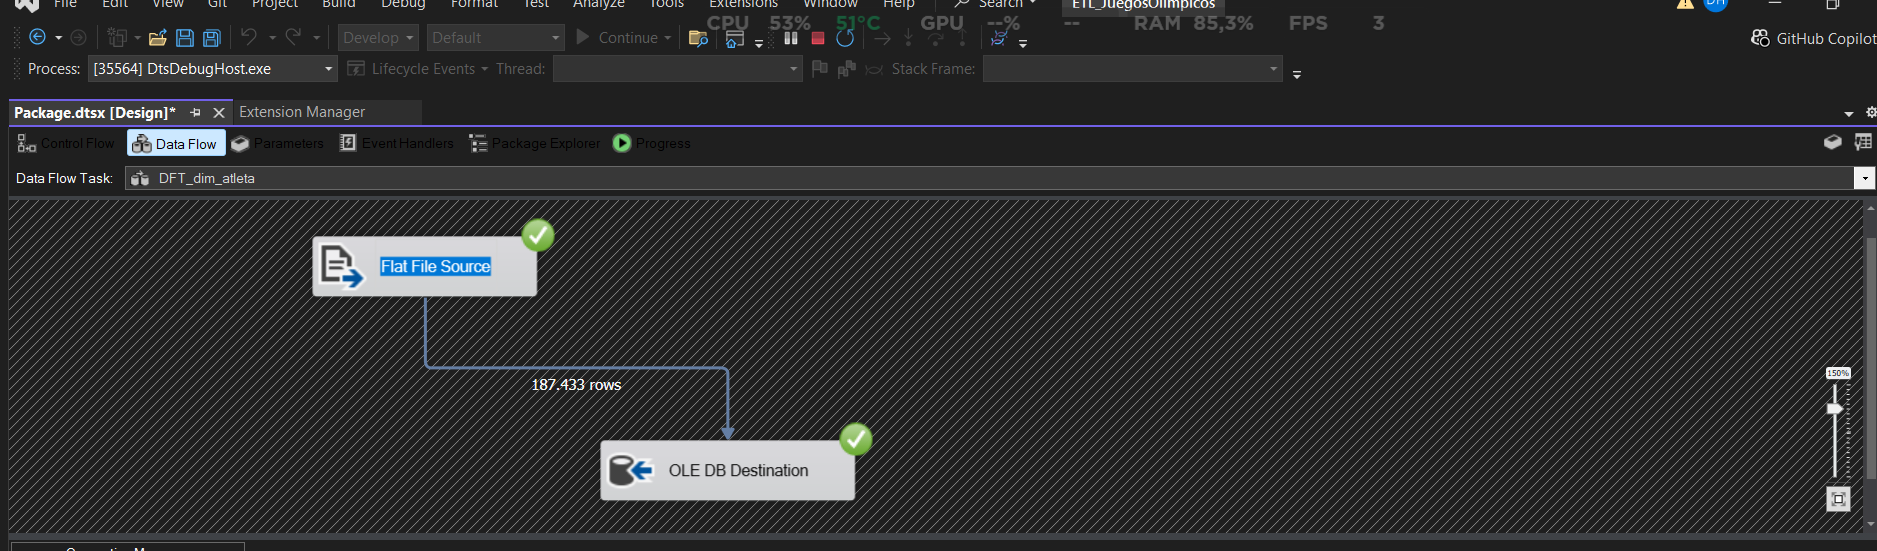 File Edit View Git Project Build Debug Format Test Analyze Tools Extensions Window Help Search ETL_JuegosOlimpicos DH
CPU 53% 51°C GPU --% -- RAM 85,3% FPS 3
Develop Default Continue GitHub Copilot
Process: [35564] DtsDebugHost.exe Lifecycle Events Thread: Stack Frame:
Package.dtsx [Design]* Extension Manager
Control Flow Data Flow Parameters Event Handlers Package Explorer Progress
Data Flow Task: DFT_dim_atleta
Flat File Source
187.433 rows
150%
OLE DB Destination